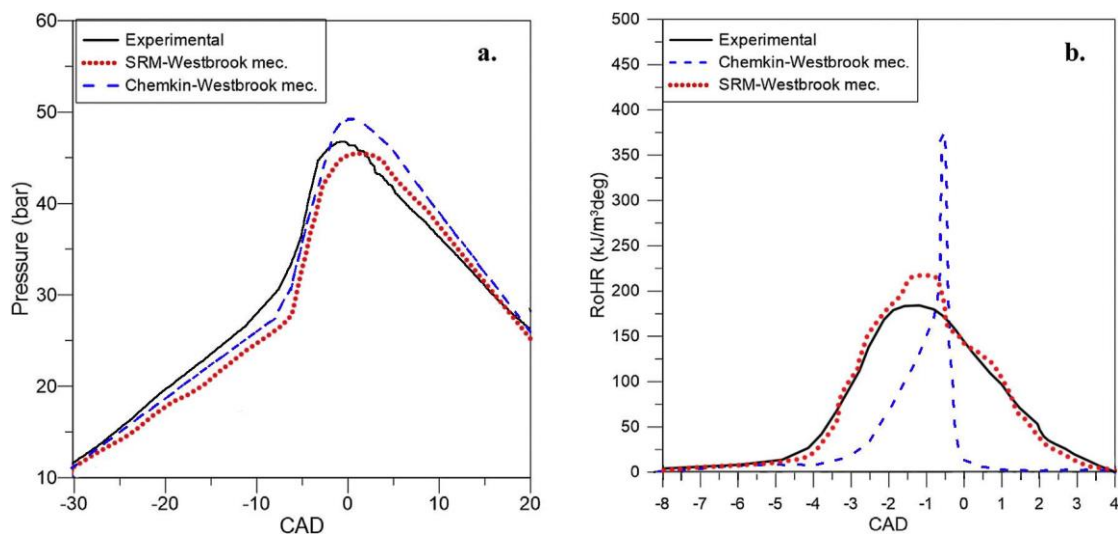 60
50
40
30
20
10
Pressure (bar)
Experimental
SRM-Westbrook mec.
Chemkin-Westbrook mec.
a.
-30
-20
-10
0
10
20
CAD
500
450
400
350
300
250
200
150
100
50
0
RoHR (kJ/m³deg)
Experimental
Chemkin-Westbrook mec.
SRM-Westbrook mec.
b.
-8 -7 -6 -5 -4 -3 -2 -1 0 1 2 3 4
CAD